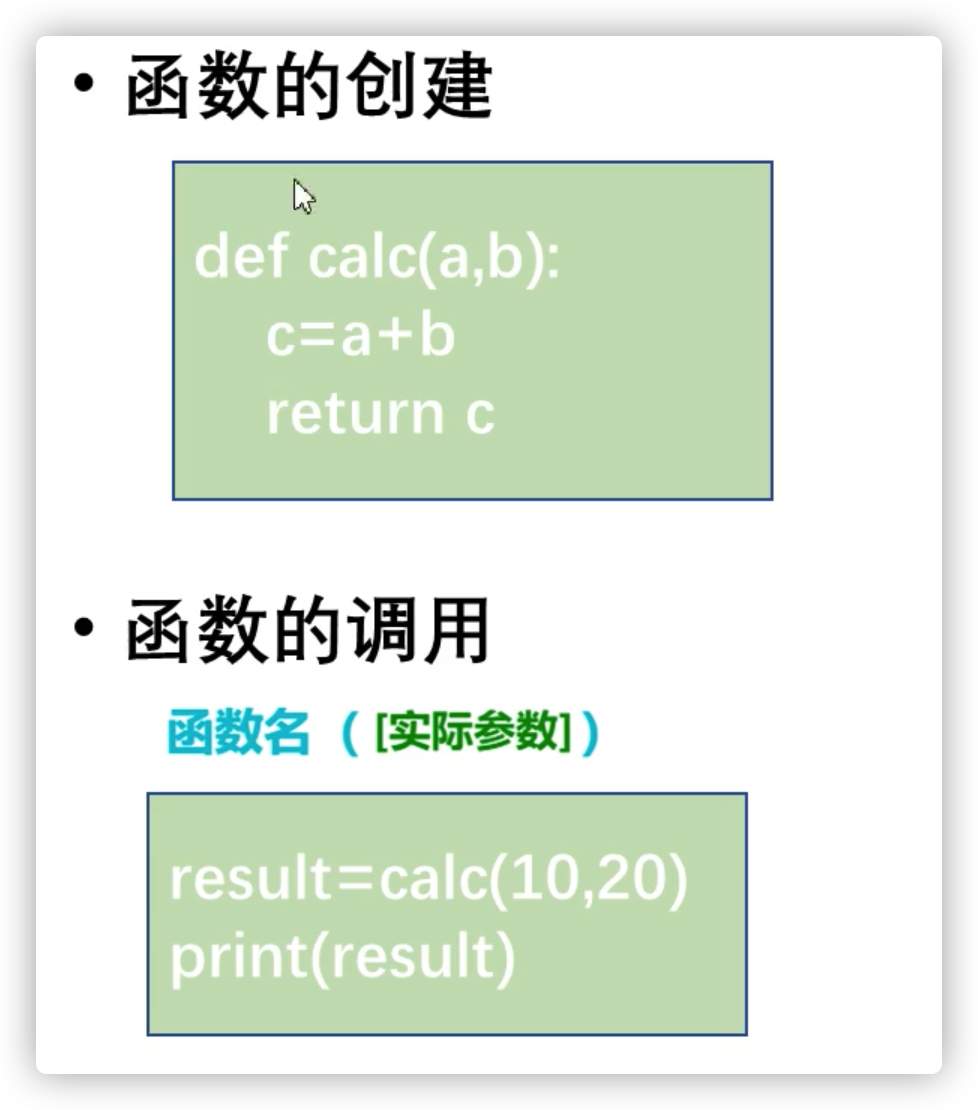 • 函数的创建
def calc(a,b):
    c=a+b
    return c
• 函数的调用
函数名（[实际参数]）
result=calc(10,20)
print(result)